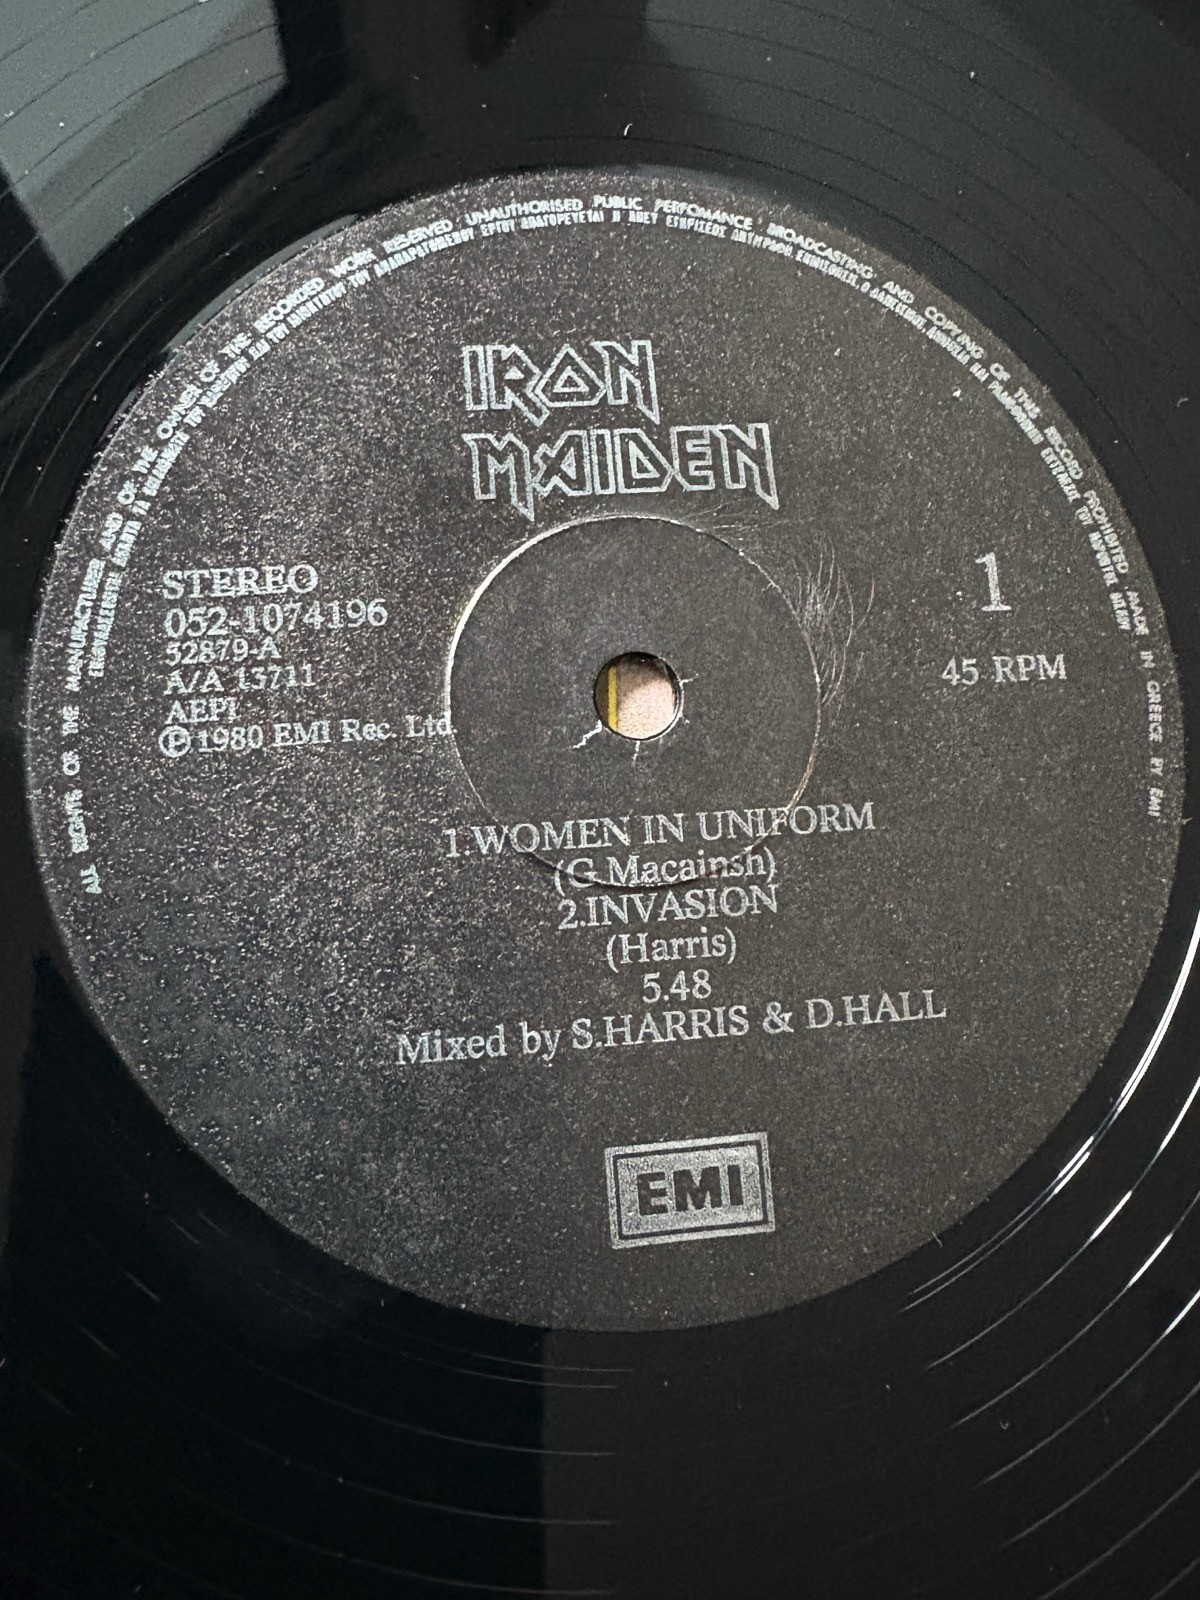 ALL RIGHTS OF THE MANUFACTURER AND OF THE OWNER OF THE RECORDED WORK RESERVED UNAUTHORISED PUBLIC PERFOMANCE BROADCASTING AND COPYING OF THIS RECORD PROHIBITED MADE IN GREECE BY EMI
IRON
MAIDEN
STEREO
052-1074196
52879-A
A/A 13711
AEPI
Ⓟ 1980 EMI Rec. Ltd
1
45 RPM
1.WOMEN IN UNIFORM
(G.Macainsh)
2.INVASION
(Harris)
5.48
Mixed by S.HARRIS & D.HALL
EMI